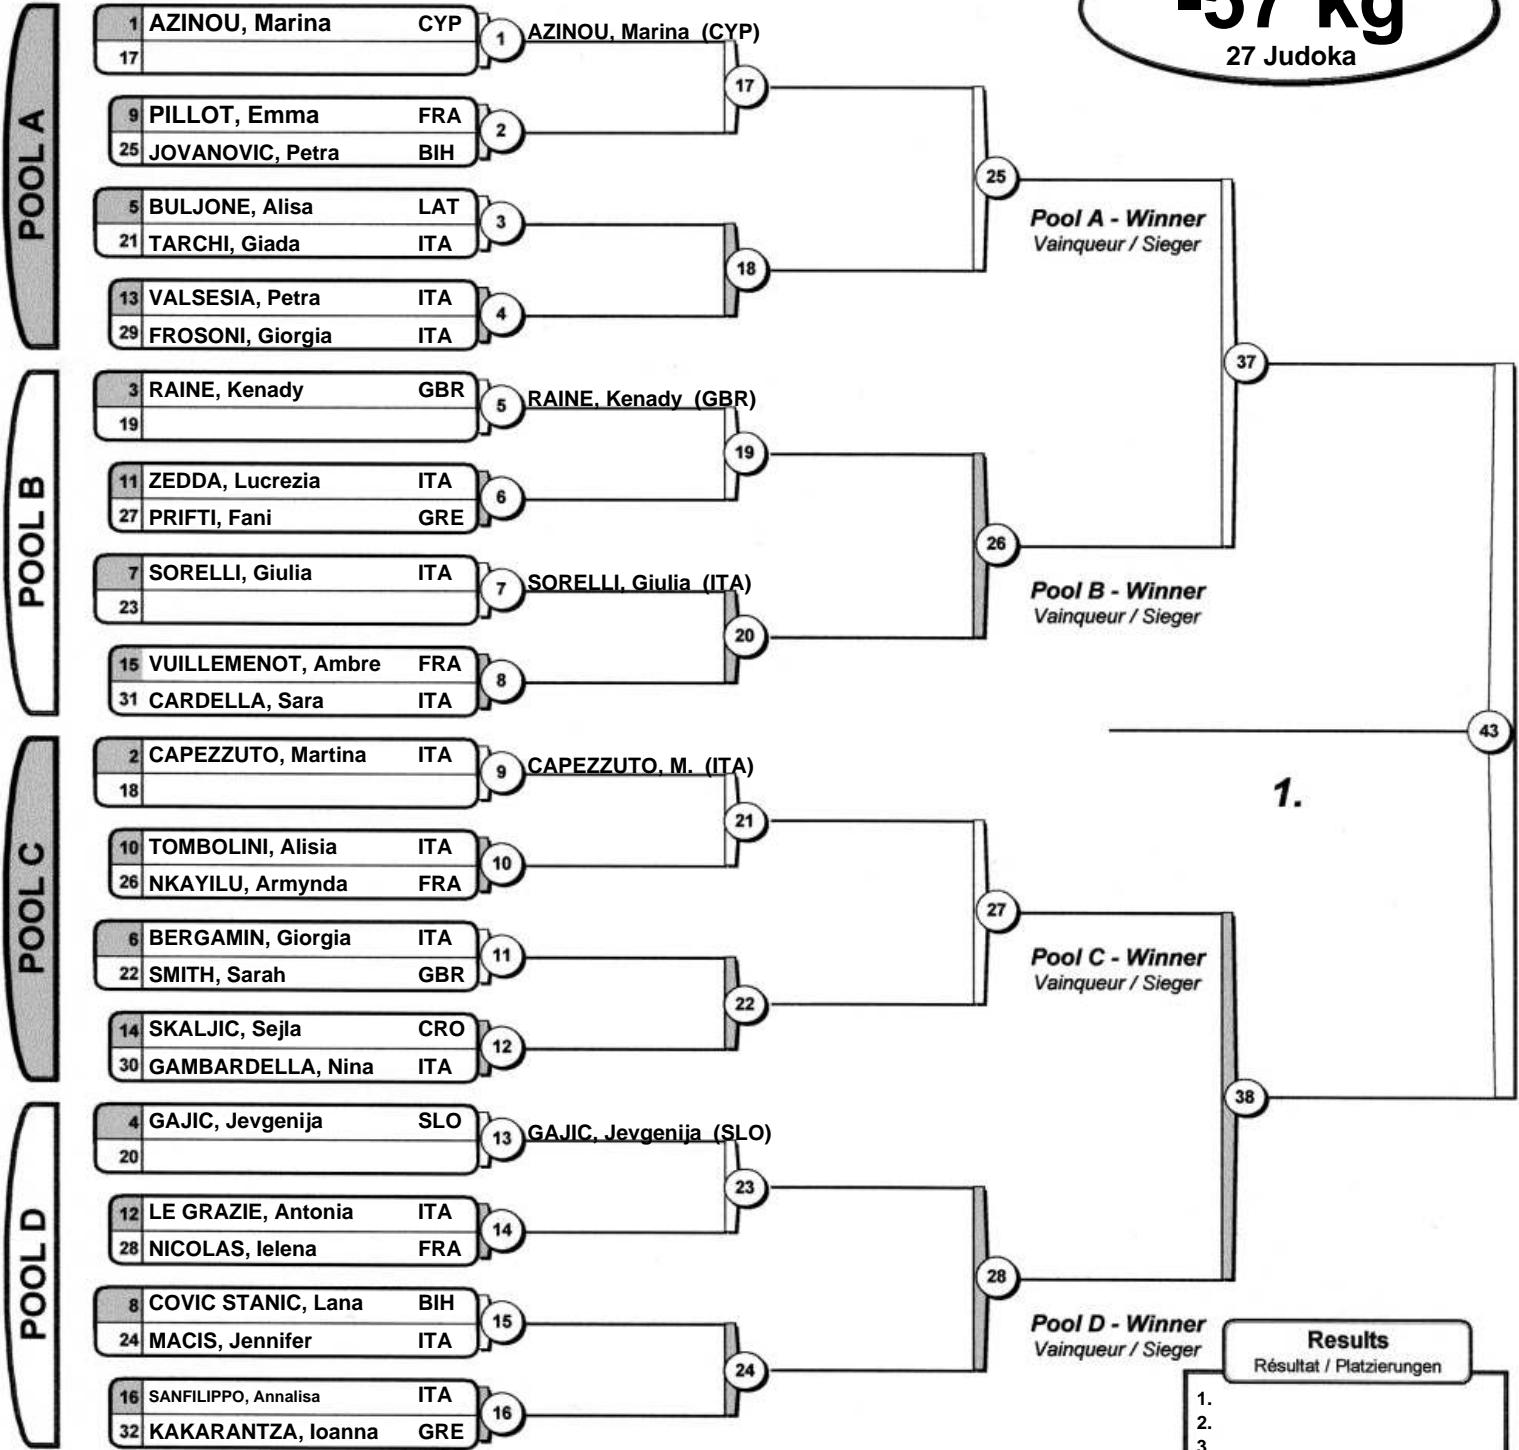 -57 kg
27 Judoka
POOL A
1 AZINOU, Marina CYP
17
1 AZINOU, Marina (CYP)
9 PILLOT, Emma FRA
25 JOVANOVIC, Petra BIH
2
17
5 BULJONE, Alisa LAT
21 TARCHI, Giada ITA
3
13 VALSESIA, Petra ITA
29 FROSONI, Giorgia ITA
4
18
25
Pool A - Winner
Vainqueur / Sieger
POOL B
3 RAINE, Kenady GBR
19
5 RAINE, Kenady (GBR)
11 ZEDDA, Lucrezia ITA
27 PRIFTI, Fani GRE
6
19
7 SORELLI, Giulia ITA
23
7 SORELLI, Giulia (ITA)
15 VUILLEMENOT, Ambre FRA
31 CARDELLA, Sara ITA
8
20
26
Pool B - Winner
Vainqueur / Sieger
37
POOL C
2 CAPEZZUTO, Martina ITA
18
9 CAPEZZUTO, M. (ITA)
10 TOMBOLINI, Alisia ITA
26 NKAYILU, Armynda FRA
10
21
6 BERGAMIN, Giorgia ITA
22 SMITH, Sarah GBR
11
14 SKALJIC, Sejla CRO
30 GAMBARDELLA, Nina ITA
12
22
27
Pool C - Winner
Vainqueur / Sieger
43
1.
POOL D
4 GAJIC, Jevgenija SLO
20
13 GAJIC, Jevgenija (SLO)
12 LE GRAZIE, Antonia ITA
28 NICOLAS, Ielena FRA
14
23
8 COVIC STANIC, Lana BIH
24 MACIS, Jennifer ITA
15
16 SANFILIPPO, Annalisa ITA
32 KAKARANTZA, Ioanna GRE
16
24
28
Pool D - Winner
Vainqueur / Sieger
38
Results
Résultat / Platzierungen
1.
2.
3